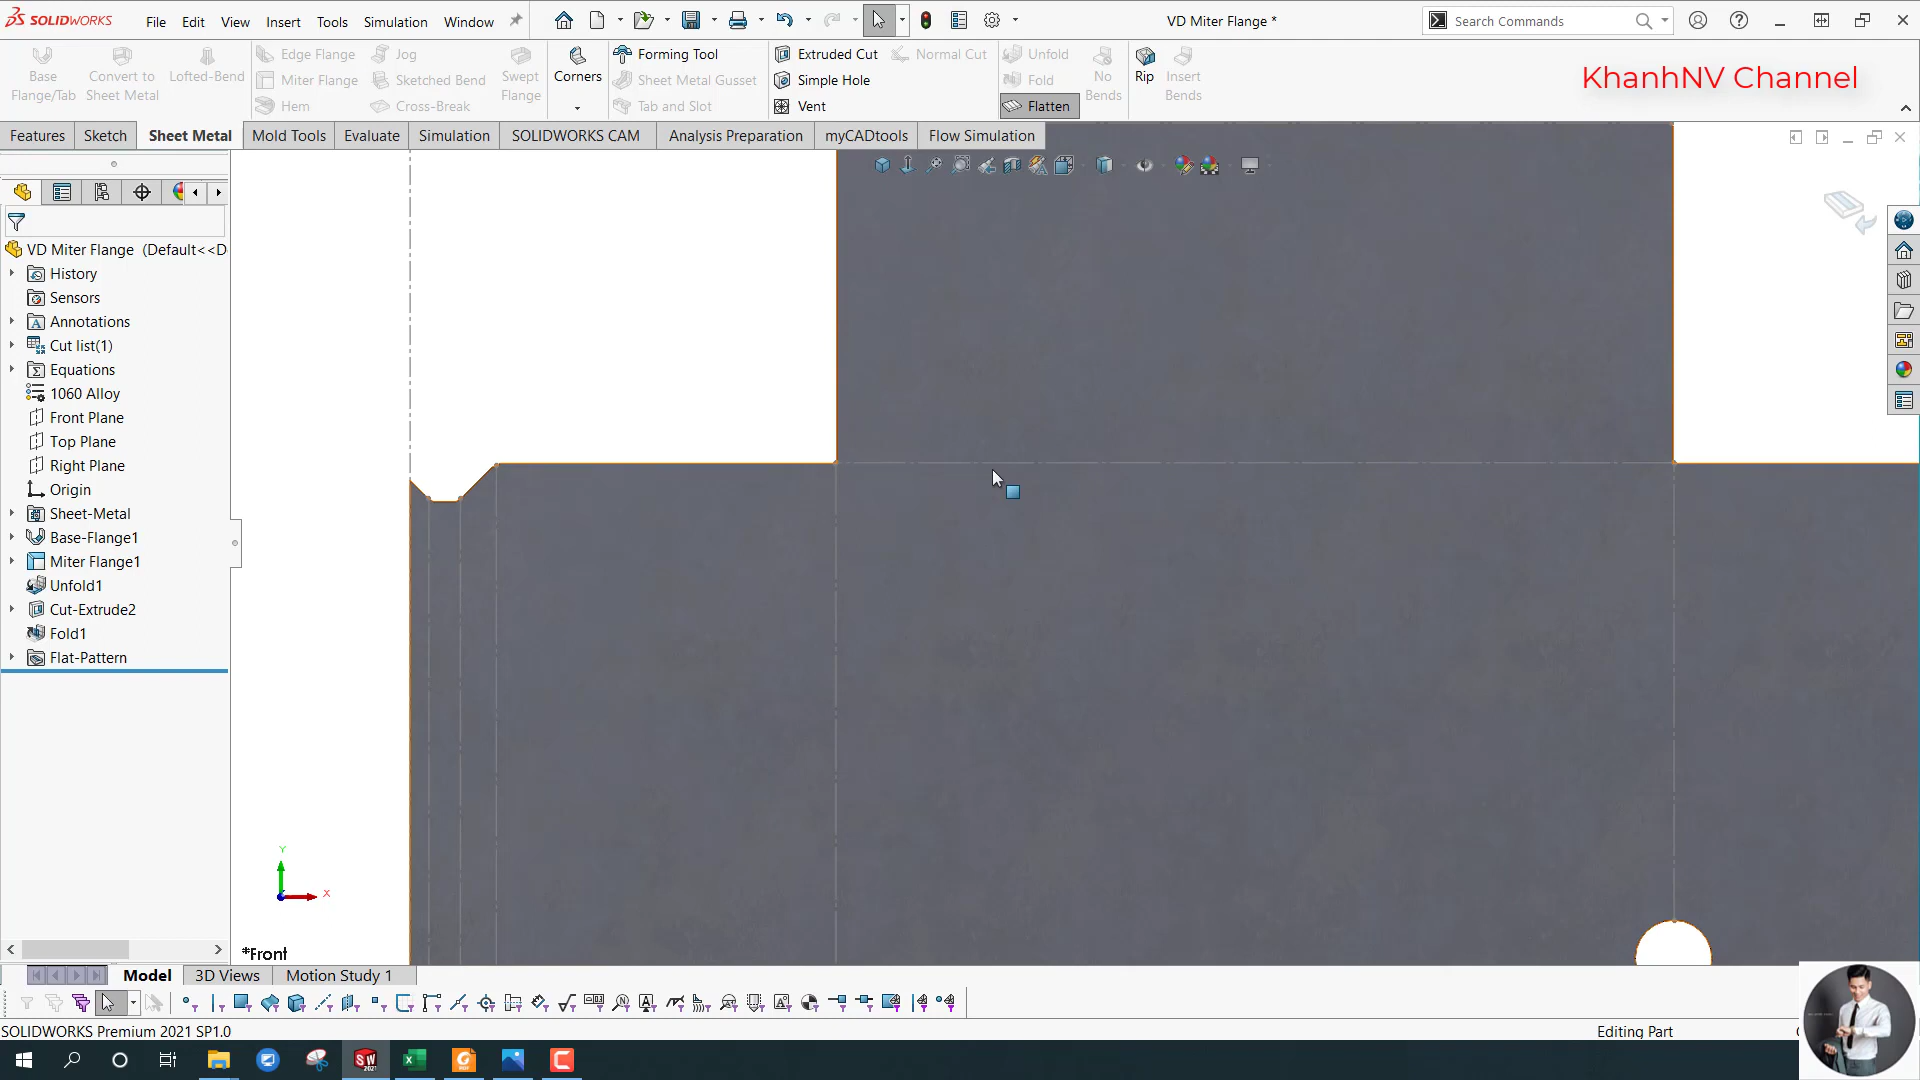 SOLIDWORKS File Edit View Insert Tools Simulation Window VD Miter Flange * Search Commands
Base Flange/Tab Convert to Sheet Metal Lofted-Bend Edge Flange Miter Flange Hem Jog Sketched Bend Cross-Break Swept Flange Corners Forming Tool Sheet Metal Gusset Tab and Slot Extruded Cut Simple Hole Vent Normal Cut Unfold Fold Flatten No Bends Rip Insert Bends
KhanhNV Channel
Features Sketch Sheet Metal Mold Tools Evaluate Simulation SOLIDWORKS CAM Analysis Preparation myCADtools Flow Simulation
VD Miter Flange (Default<<D
History
Sensors
Annotations
Cut list(1)
Equations
1060 Alloy
Front Plane
Top Plane
Right Plane
Origin
Sheet-Metal
Base-Flange1
Miter Flange1
Unfold1
Cut-Extrude2
Fold1
Flat-Pattern
Y
X
*Front
Model 3D Views Motion Study 1
SOLIDWORKS Premium 2021 SP1.0 Editing Part